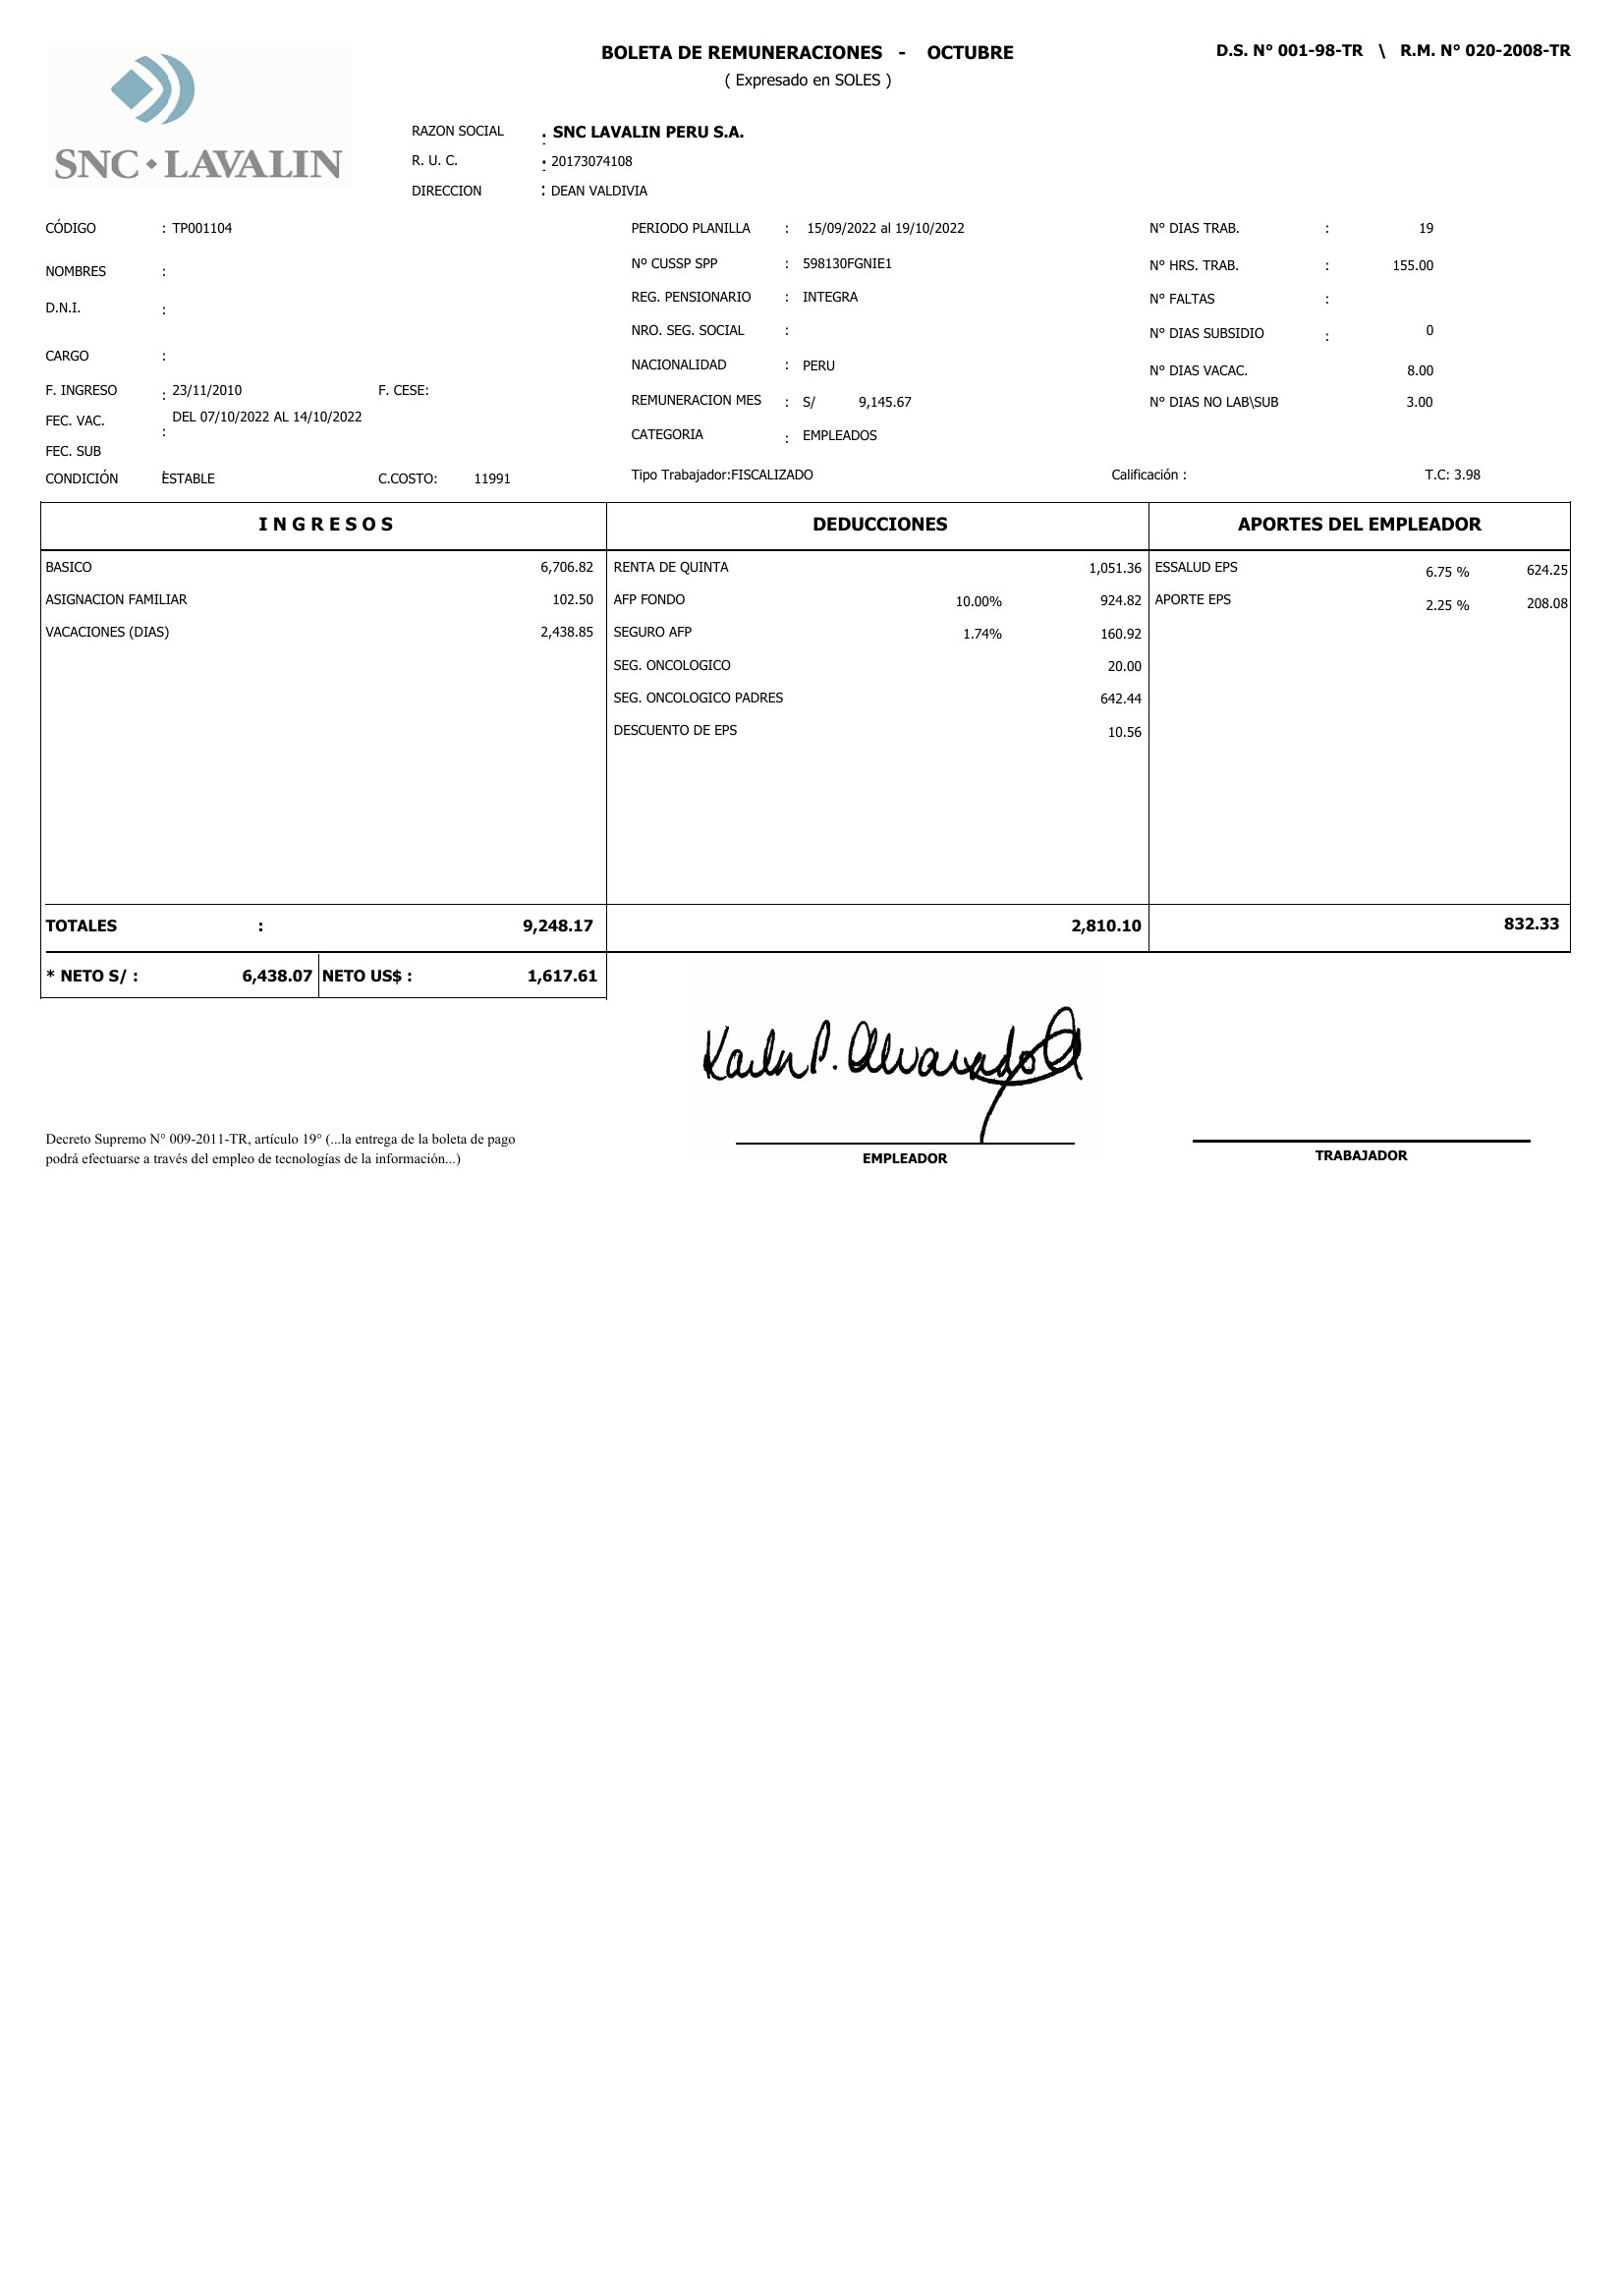 BOLETA DE REMUNERACIONES - OCTUBRE
D.S. N° 001-98-TR \ R.M. N° 020-2008-TR
( Expresado en SOLES )
SNC LAVALIN
RAZON SOCIAL : SNC LAVALIN PERU S.A.
R. U. C. : 20173074108
DIRECCION : DEAN VALDIVIA
CÓDIGO : TP001104
NOMBRES :
D.N.I. :
CARGO :
F. INGRESO : 23/11/2010 F. CESE:
FEC. VAC. : DEL 07/10/2022 AL 14/10/2022
FEC. SUB
CONDICIÓN : ESTABLE C.COSTO: 11991
PERIODO PLANILLA : 15/09/2022 al 19/10/2022
Nº CUSSP SPP : 598130FGNIE1
REG. PENSIONARIO : INTEGRA
NRO. SEG. SOCIAL :
NACIONALIDAD : PERU
REMUNERACION MES : S/ 9,145.67
CATEGORIA : EMPLEADOS
Tipo Trabajador:FISCALIZADO
N° DIAS TRAB. : 19
N° HRS. TRAB. : 155.00
N° FALTAS :
N° DIAS SUBSIDIO : 0
N° DIAS VACAC. 8.00
N° DIAS NO LAB\SUB 3.00
Calificación : T.C: 3.98
INGRESOS
BASICO 6,706.82
ASIGNACION FAMILIAR 102.50
VACACIONES (DIAS) 2,438.85
DEDUCCIONES
RENTA DE QUINTA 1,051.36
AFP FONDO 10.00% 924.82
SEGURO AFP 1.74% 160.92
SEG. ONCOLOGICO 20.00
SEG. ONCOLOGICO PADRES 642.44
DESCUENTO DE EPS 10.56
APORTES DEL EMPLEADOR
ESSALUD EPS 6.75 % 624.25
APORTE EPS 2.25 % 208.08
TOTALES : 9,248.17 2,810.10 832.33
* NETO S/ : 6,438.07 NETO US$ : 1,617.61
Karla P. Alvarado
Decreto Supremo N° 009-2011-TR, artículo 19° (...la entrega de la boleta de pago
podrá efectuarse a través del empleo de tecnologías de la información...)
EMPLEADOR
TRABAJADOR